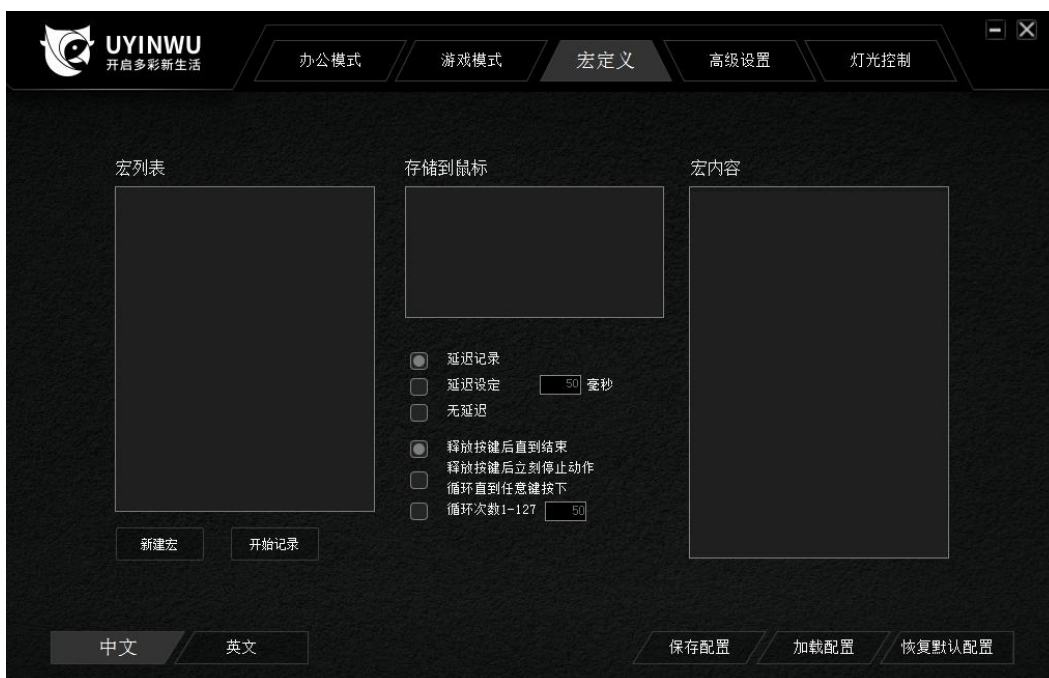 UYINWU
开启多彩新生活
办公模式
游戏模式
宏定义
高级设置
灯光控制
宏列表
存储到鼠标
宏内容
延迟记录
延迟设定 50 毫秒
无延迟
释放按键后直到结束
释放按键后立刻停止动作
循环直到任意键按下
循环次数1-127 50
新建宏
开始记录
中文
英文
保存配置
加载配置
恢复默认配置